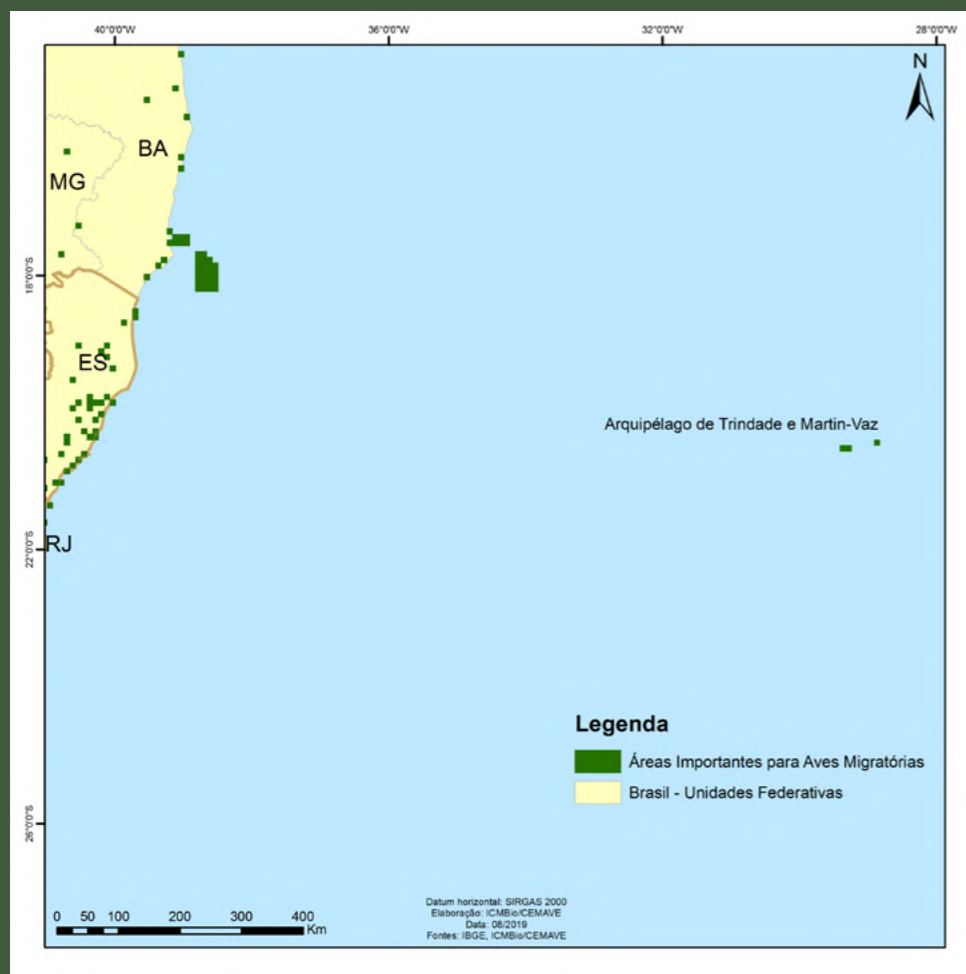 40°0'0"W 36°0'0"W 32°0'0"W 28°0'0"W
N
BA
MG
18°0'0"S
ES
Arquipélago de Trindade e Martin-Vaz
22°0'0"S
RJ
Legenda
Áreas Importantes para Aves Migratórias
Brasil - Unidades Federativas
26°0'0"S
Datum horizontal: SIRGAS 2000
Elaboração: ICMBio/CEMAVE
Data: 08/2019
Fontes: IBGE, ICMBio/CEMAVE
0 50 100 200 300 400
Km